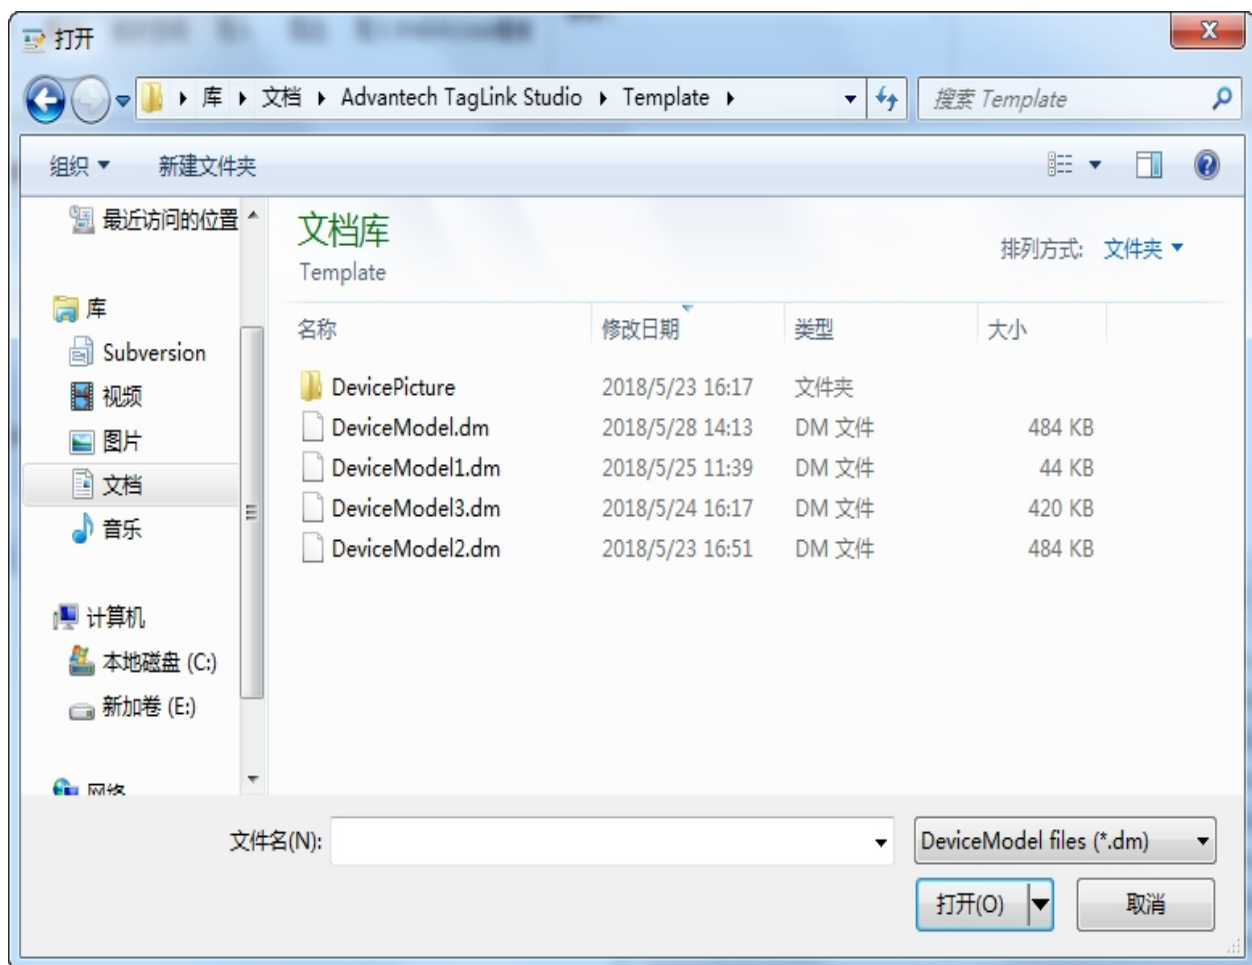 打开
库 文档 Advantech TagLink Studio Template
搜索 Template
组织 新建文件夹
最近访问的位置
库
Subversion
视频
图片
文档
音乐
计算机
本地磁盘 (C:)
新加卷 (E:)
网络
文档库
Template
排列方式: 文件夹
名称 修改日期 类型 大小
DevicePicture 2018/5/23 16:17 文件夹
DeviceModel.dm 2018/5/28 14:13 DM 文件 484 KB
DeviceModel1.dm 2018/5/25 11:39 DM 文件 44 KB
DeviceModel3.dm 2018/5/24 16:17 DM 文件 420 KB
DeviceModel2.dm 2018/5/23 16:51 DM 文件 484 KB
文件名(N):
DeviceModel files (*.dm)
打开(O) 取消